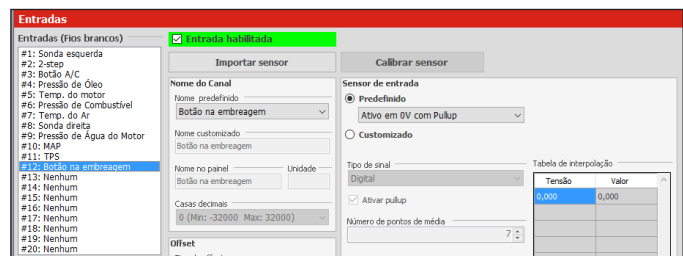 Entradas
Entradas (Fios brancos)
#1: Sonda esquerda
#2: 2-step
#3: Botão A/C
#4: Pressão de Óleo
#5: Temp. do motor
#6: Pressão de Combustível
#7: Temp. do Ar
#8: Sonda direita
#9: Pressão de Água do Motor
#10: MAP
#11: TPS
#12: Botão na embreagem
#13: Nenhum
#14: Nenhum
#15: Nenhum
#16: Nenhum
#17: Nenhum
#18: Nenhum
#19: Nenhum
#20: Nenhum
Entrada habilitada
Importar sensor
Calibrar sensor
Nome do Canal
Nome predefinido
Botão na embreagem
Nome customizado
Botão na embreagem
Nome no painel Unidade
Botão na embreagem
Casas decimais
0 (Min: -32000 Max: 32000)
Offset
Sensor de entrada
Predefinido
Ativo em 0V com Pullup
Customizado
Tipo de sinal
Digital
Ativar pullup
Número de pontos de média
7
Tabela de interpolação
Tensão Valor
0,000 0,000